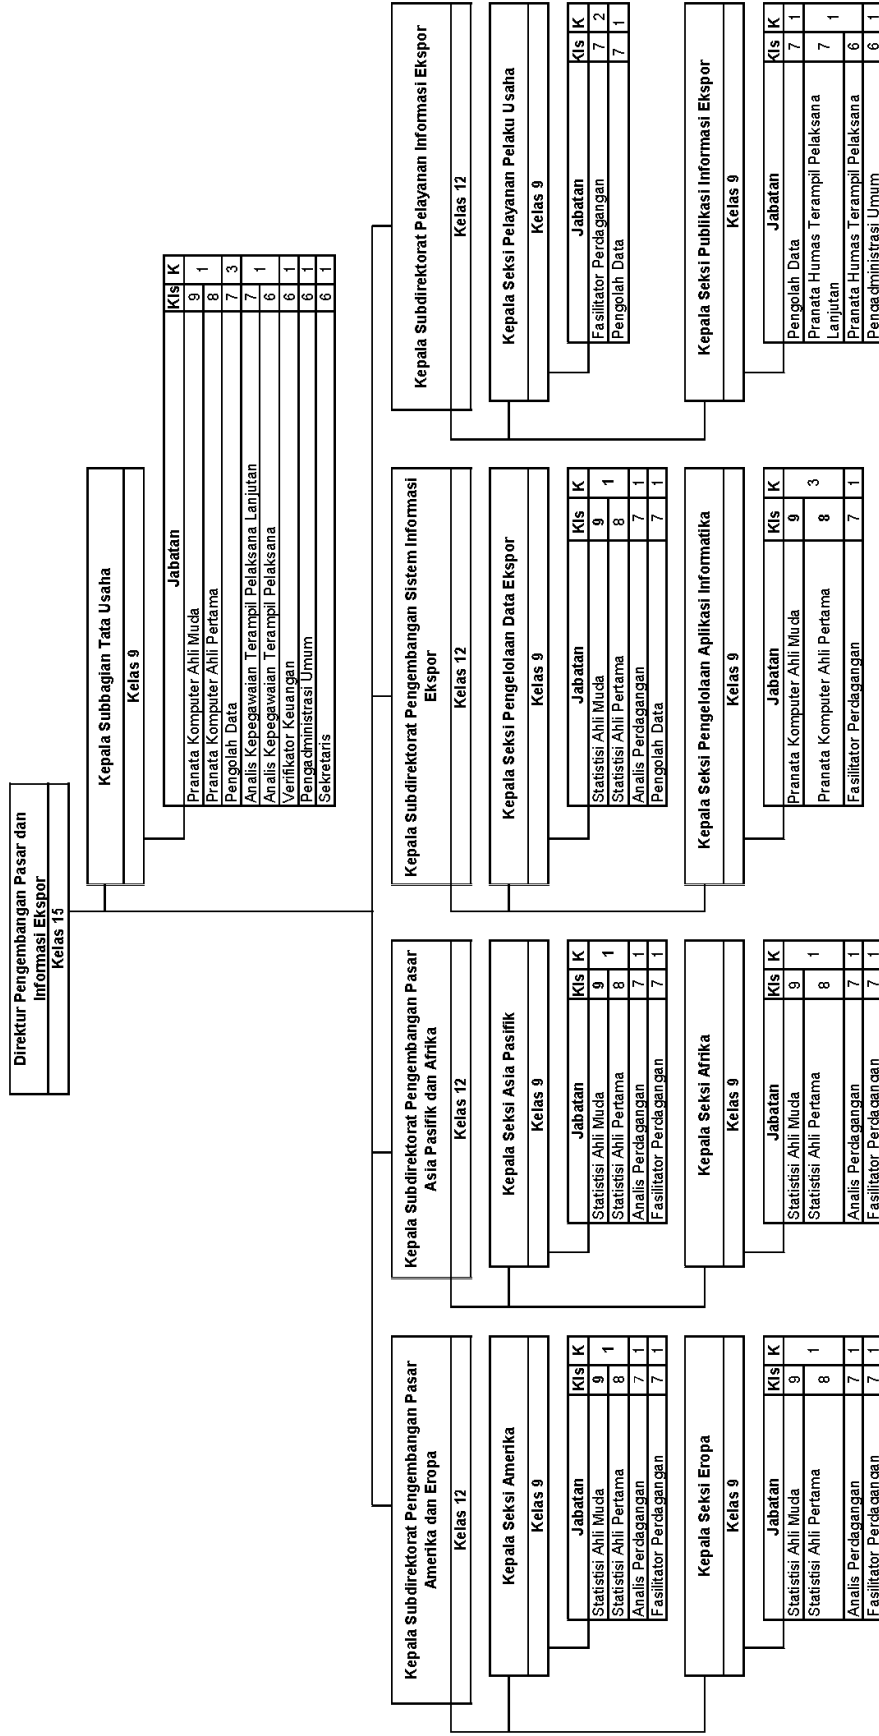 Direktur Pengembangan Pasar dan
Informasi Ekspor
Kelas 15
Kepala Subbagian Tata Usaha
Kelas 9
Jabatan Kls K
Pranata Komputer Ahli Muda 9 1
Pranata Komputer Ahli Pertama 8
Pengolah Data 7 3
Analis Kepegawaian Terampil Pelaksana Lanjutan 7 1
Analis Kepegawaian Terampil Pelaksana 6
Verifikator Keuangan 6 1
Pengadministrasi Umum 6 1
Sekretaris 6 1
Kepala Subdirektorat Pengembangan Pasar
Amerika dan Eropa
Kelas 12
Kepala Seksi Amerika
Kelas 9
Jabatan Kls K
Statistisi Ahli Muda 9 1
Statistisi Ahli Pertama 8
Analis Perdagangan 7 1
Fasilitator Perdagangan 7 1
Kepala Seksi Eropa
Kelas 9
Jabatan Kls K
Statistisi Ahli Muda 9 1
Statistisi Ahli Pertama 8
Analis Perdagangan 7 1
Fasilitator Perdagangan 7 1
Kepala Subdirektorat Pengembangan Pasar
Asia Pasifik dan Afrika
Kelas 12
Kepala Seksi Asia Pasifik
Kelas 9
Jabatan Kls K
Statistisi Ahli Muda 9 1
Statistisi Ahli Pertama 8
Analis Perdagangan 7 1
Fasilitator Perdagangan 7 1
Kepala Seksi Afrika
Kelas 9
Jabatan Kls K
Statistisi Ahli Muda 9 1
Statistisi Ahli Pertama 8
Analis Perdagangan 7 1
Fasilitator Perdagangan 7 1
Kepala Subdirektorat Pengembangan Sistem Informasi
Ekspor
Kelas 12
Kepala Seksi Pengelolaan Data Ekspor
Kelas 9
Jabatan Kls K
Statistisi Ahli Muda 9 1
Statistisi Ahli Pertama 8
Analis Perdagangan 7 1
Pengolah Data 7 1
Kepala Seksi Pengelolaan Aplikasi Informatika
Kelas 9
Jabatan Kls K
Pranata Komputer Ahli Muda 9 3
Pranata Komputer Ahli Pertama 8
Fasilitator Perdagangan 7 1
Kepala Subdirektorat Pelayanan Informasi Ekspor
Kelas 12
Kepala Seksi Pelayanan Pelaku Usaha
Kelas 9
Jabatan Kls K
Fasilitator Perdagangan 7 2
Pengolah Data 7 1
Kepala Seksi Publikasi Informasi Ekspor
Kelas 9
Jabatan Kls K
Pengolah Data 7 1
Pranata Humas Terampil Pelaksana
Lanjutan 7 1
Pranata Humas Terampil Pelaksana 6
Pengadministrasi Umum 6 1